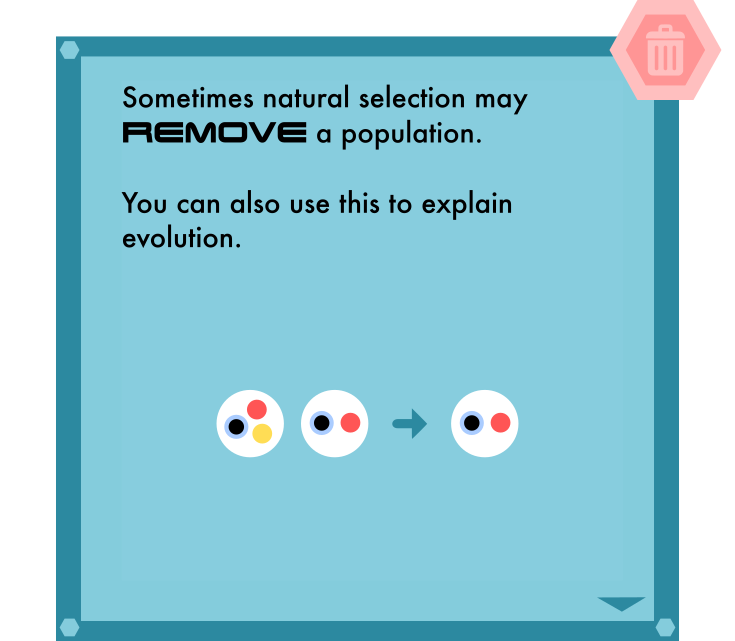 Sometimes natural selection may
REMOVE a population.
You can also use this to explain
evolution.